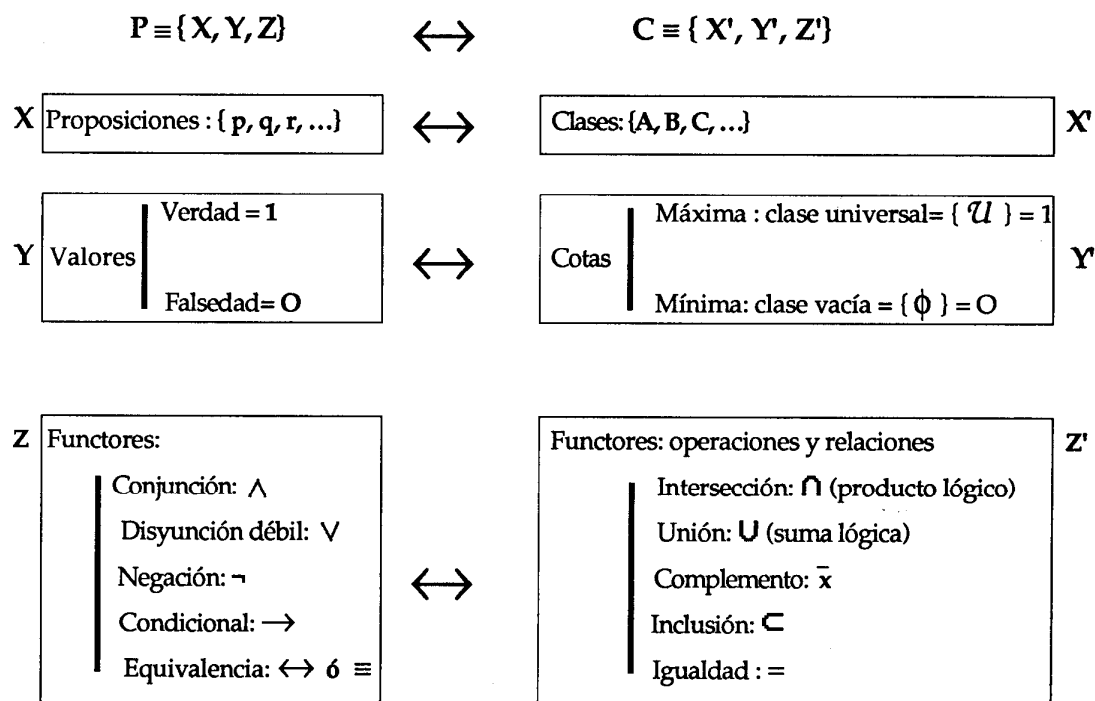 P ≡ { X, Y, Z } ↔ C ≡ { X', Y', Z'}
X Proposiciones : { p, q, r, ...} ↔ Clases: {A, B, C, ...} X'
Verdad = 1 Máxima : clase universal= { 𝒰 } = 1
Y Valores ↔ Cotas Y'
Falsedad= O Mínima: clase vacía = { ϕ } = O
Z Functores: Functores: operaciones y relaciones Z'
Conjunción: ∧ Intersección: ∩ (producto lógico)
Disyunción débil: ∨ Unión: ∪ (suma lógica)
Negación: ¬ ↔ Complemento: x̄
Condicional: → Inclusión: ⊂
Equivalencia: ↔ ó ≡ Igualdad : =